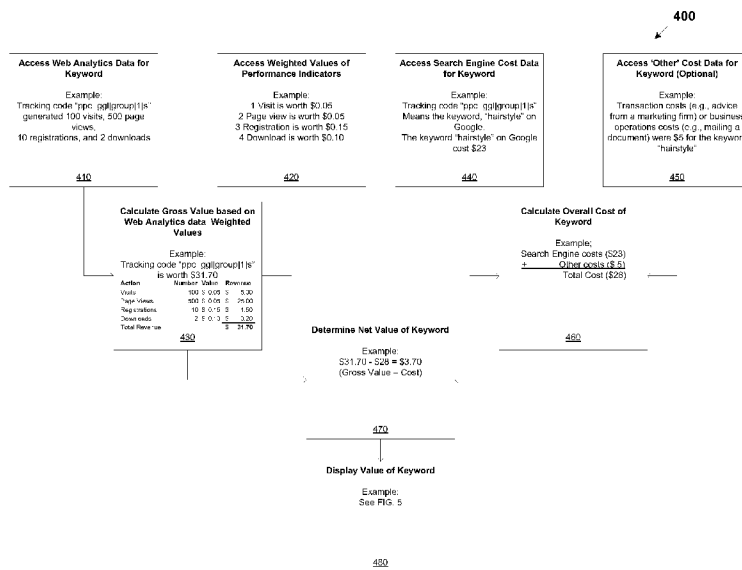 400
Access Web Analytics Data for
Keyword
Example:
Tracking code "ppc_ggl|group|1|s"
generated 100 visits, 500 page
views,
10 registrations, and 2 downloads
410
Access Weighted Values of
Performance Indicators
Example:
1 Visit is worth $0.05
2 Page view is worth $0.05
3 Registration is worth $0.15
4 Download is worth $0.10
420
Access Search Engine Cost Data
for Keyword
Example:
Tracking code "ppc_ggl|group|1|s"
Means the keyword, "hairstyle" on
Google.
The keyword "hairstyle" on Google
cost $23
440
Access 'Other' Cost Data for
Keyword (Optional)
Example:
Transaction costs (e.g., advice
from a marketing firm) or business
operations costs (e.g., mailing a
document) were $5 for the keyword
"hairstyle"
450
Calculate Gross Value based on
Web Analytics data Weighted
Values
Example:
Tracking code "ppc_ggl|group|1|s"
is worth $31.70
Action Number Value Revenue
Visits 100 $ 0.05 $ 5.00
Page Views 500 $ 0.05 $ 25.00
Registrations 10 $ 0.15 $ 1.50
Downloads 2 $ 0.10 $ 0.20
Total Revenue $ 31.70
430
Calculate Overall Cost of
Keyword
Example;
Search Engine costs ($23)
+ Other costs ($ 5)
Total Cost ($28)
460
Determine Net Value of Keyword
Example:
$31.70 - $28 = $3.70
(Gross Value – Cost)
470
Display Value of Keyword
Example:
See FIG. 5
480